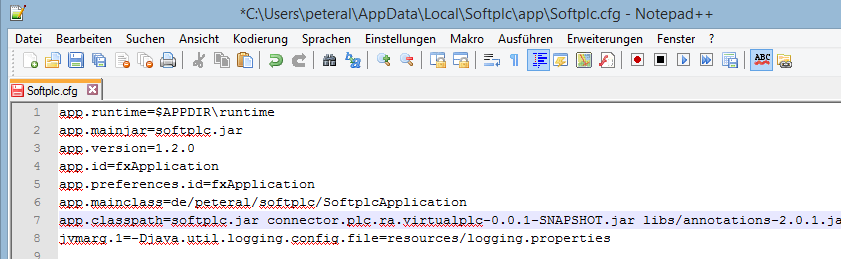 *C:\Users\peteral\AppData\Local\Softplc\app\Softplc.cfg - Notepad++
Datei Bearbeiten Suchen Ansicht Kodierung Sprachen Einstellungen Makro Ausführen Erweiterungen Fenster ?
ABC
Softplc.cfg
1 app.runtime=$APPDIR\runtime
2 app.mainjar=softplc.jar
3 app.version=1.2.0
4 app.id=fxApplication
5 app.preferences.id=fxApplication
6 app.mainclass=de/peteral/softplc/SoftplcApplication
7 app.classpath=softplc.jar connector.plc.ra.virtualplc-0.0.1-SNAPSHOT.jar libs/annotations-2.0.1.ja
8 jvmarg.1=-Djava.util.logging.config.file=resources/logging.properties
9